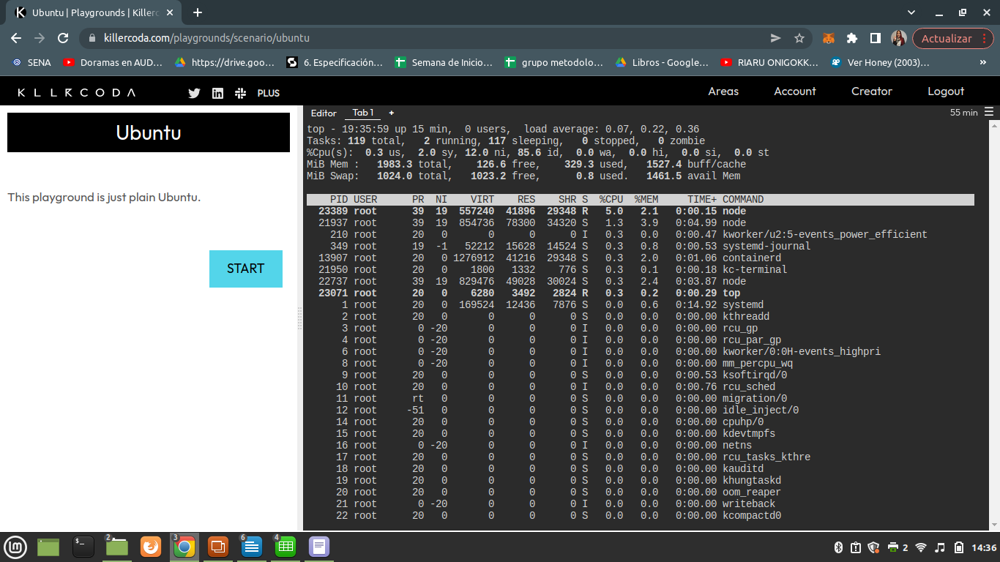 Ubuntu | Playgrounds | Killerc
killercoda.com/playgrounds/scenario/ubuntu
Actualizar
SENA
Doramas en AUD...
https://drive.goo...
6. Especificación...
Semana de Inicio...
grupo metodolo...
Libros - Google...
RIARU ONIGOKK...
Ver Honey (2003)...
»
KLLRCODA
PLUS
Areas
Account
Creator
Logout
Ubuntu
This playground is just plain Ubuntu.
START
Editor Tab 1 +
55 min
top - 19:35:59 up 15 min,  0 users,  load average: 0.07, 0.22, 0.36
Tasks: 119 total,   2 running, 117 sleeping,   0 stopped,   0 zombie
%Cpu(s):  0.3 us,  2.0 sy, 12.0 ni, 85.6 id,  0.0 wa,  0.0 hi,  0.0 si,  0.0 st
MiB Mem :   1983.3 total,    126.6 free,    329.3 used,   1527.4 buff/cache
MiB Swap:   1024.0 total,   1023.2 free,      0.8 used.   1461.5 avail Mem
PID USER PR NI VIRT RES SHR S %CPU %MEM TIME+ COMMAND
23389 root 39 19 557240 41896 29348 R 5.0 2.1 0:00.15 node
21937 root 39 19 854736 78300 34320 S 1.3 3.9 0:04.99 node
210 root 20 0 0 0 0 I 0.3 0.0 0:00.47 kworker/u2:5-events_power_efficient
349 root 19 -1 52212 15628 14524 S 0.3 0.8 0:00.53 systemd-journal
13907 root 20 0 1276912 41216 29348 S 0.3 2.0 0:01.06 containerd
21950 root 20 0 1800 1332 776 S 0.3 0.1 0:00.18 kc-terminal
22737 root 39 19 829476 49028 30024 S 0.3 2.4 0:03.87 node
23071 root 20 0 6280 3492 2824 R 0.3 0.2 0:00.29 top
1 root 20 0 169524 12436 7876 S 0.0 0.6 0:14.92 systemd
2 root 20 0 0 0 0 S 0.0 0.0 0:00.00 kthreadd
3 root 0 -20 0 0 0 I 0.0 0.0 0:00.00 rcu_gp
4 root 0 -20 0 0 0 I 0.0 0.0 0:00.00 rcu_par_gp
6 root 0 -20 0 0 0 I 0.0 0.0 0:00.00 kworker/0:0H-events_highpri
8 root 0 -20 0 0 0 I 0.0 0.0 0:00.00 mm_percpu_wq
9 root 20 0 0 0 0 S 0.0 0.0 0:00.53 ksoftirqd/0
10 root 20 0 0 0 0 I 0.0 0.0 0:00.76 rcu_sched
11 root rt 0 0 0 0 S 0.0 0.0 0:00.00 migration/0
12 root -51 0 0 0 0 S 0.0 0.0 0:00.00 idle_inject/0
14 root 20 0 0 0 0 S 0.0 0.0 0:00.00 cpuhp/0
15 root 20 0 0 0 0 S 0.0 0.0 0:00.00 kdevtmpfs
16 root 0 -20 0 0 0 I 0.0 0.0 0:00.00 netns
17 root 20 0 0 0 0 S 0.0 0.0 0:00.00 rcu_tasks_kthre
18 root 20 0 0 0 0 S 0.0 0.0 0:00.00 kauditd
19 root 20 0 0 0 0 S 0.0 0.0 0:00.00 khungtaskd
20 root 20 0 0 0 0 S 0.0 0.0 0:00.00 oom_reaper
21 root 0 -20 0 0 0 I 0.0 0.0 0:00.00 writeback
22 root 20 0 0 0 0 S 0.0 0.0 0:00.00 kcompactd0
2 3 6 4
2
14:36